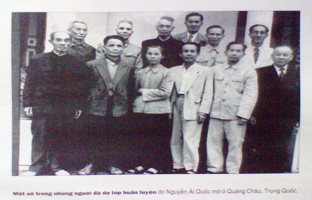 Một số trong những người đã dự lớp huấn luyện do Nguyễn Ái Quốc mở ở Quảng Châu, Trung Quốc.